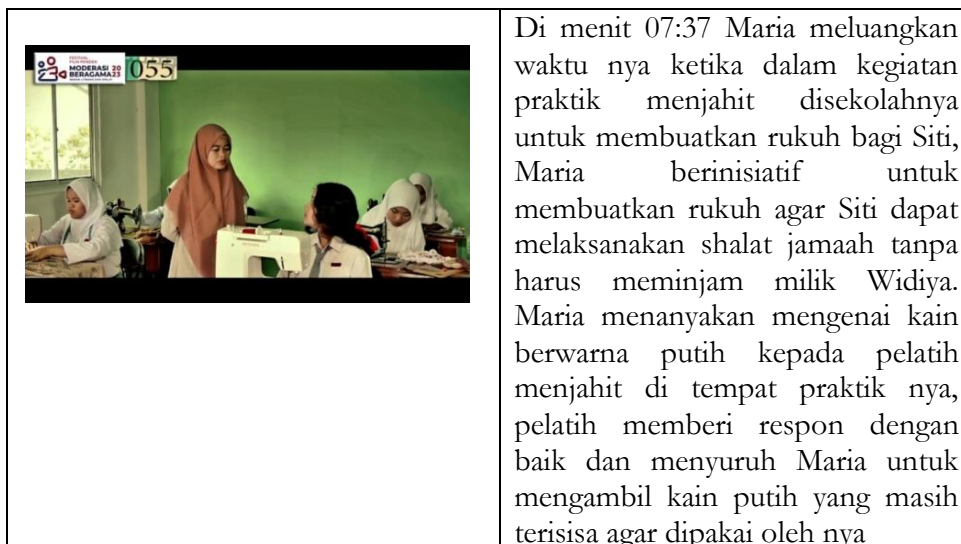 FESTIVAL
FILM PENDEK
MODERASI 20
BERAGAMA 23
055
Di menit 07:37 Maria meluangkan
waktu nya ketika dalam kegiatan
praktik menjahit disekolahnya
untuk membuatkan rukuh bagi Siti,
Maria berinisiatif untuk
membuatkan rukuh agar Siti dapat
melaksanakan shalat jamaah tanpa
harus meminjam milik Widiya.
Maria menanyakan mengenai kain
berwarna putih kepada pelatih
menjahit di tempat praktik nya,
pelatih memberi respon dengan
baik dan menyuruh Maria untuk
mengambil kain putih yang masih
terisisa agar dipakai oleh nya